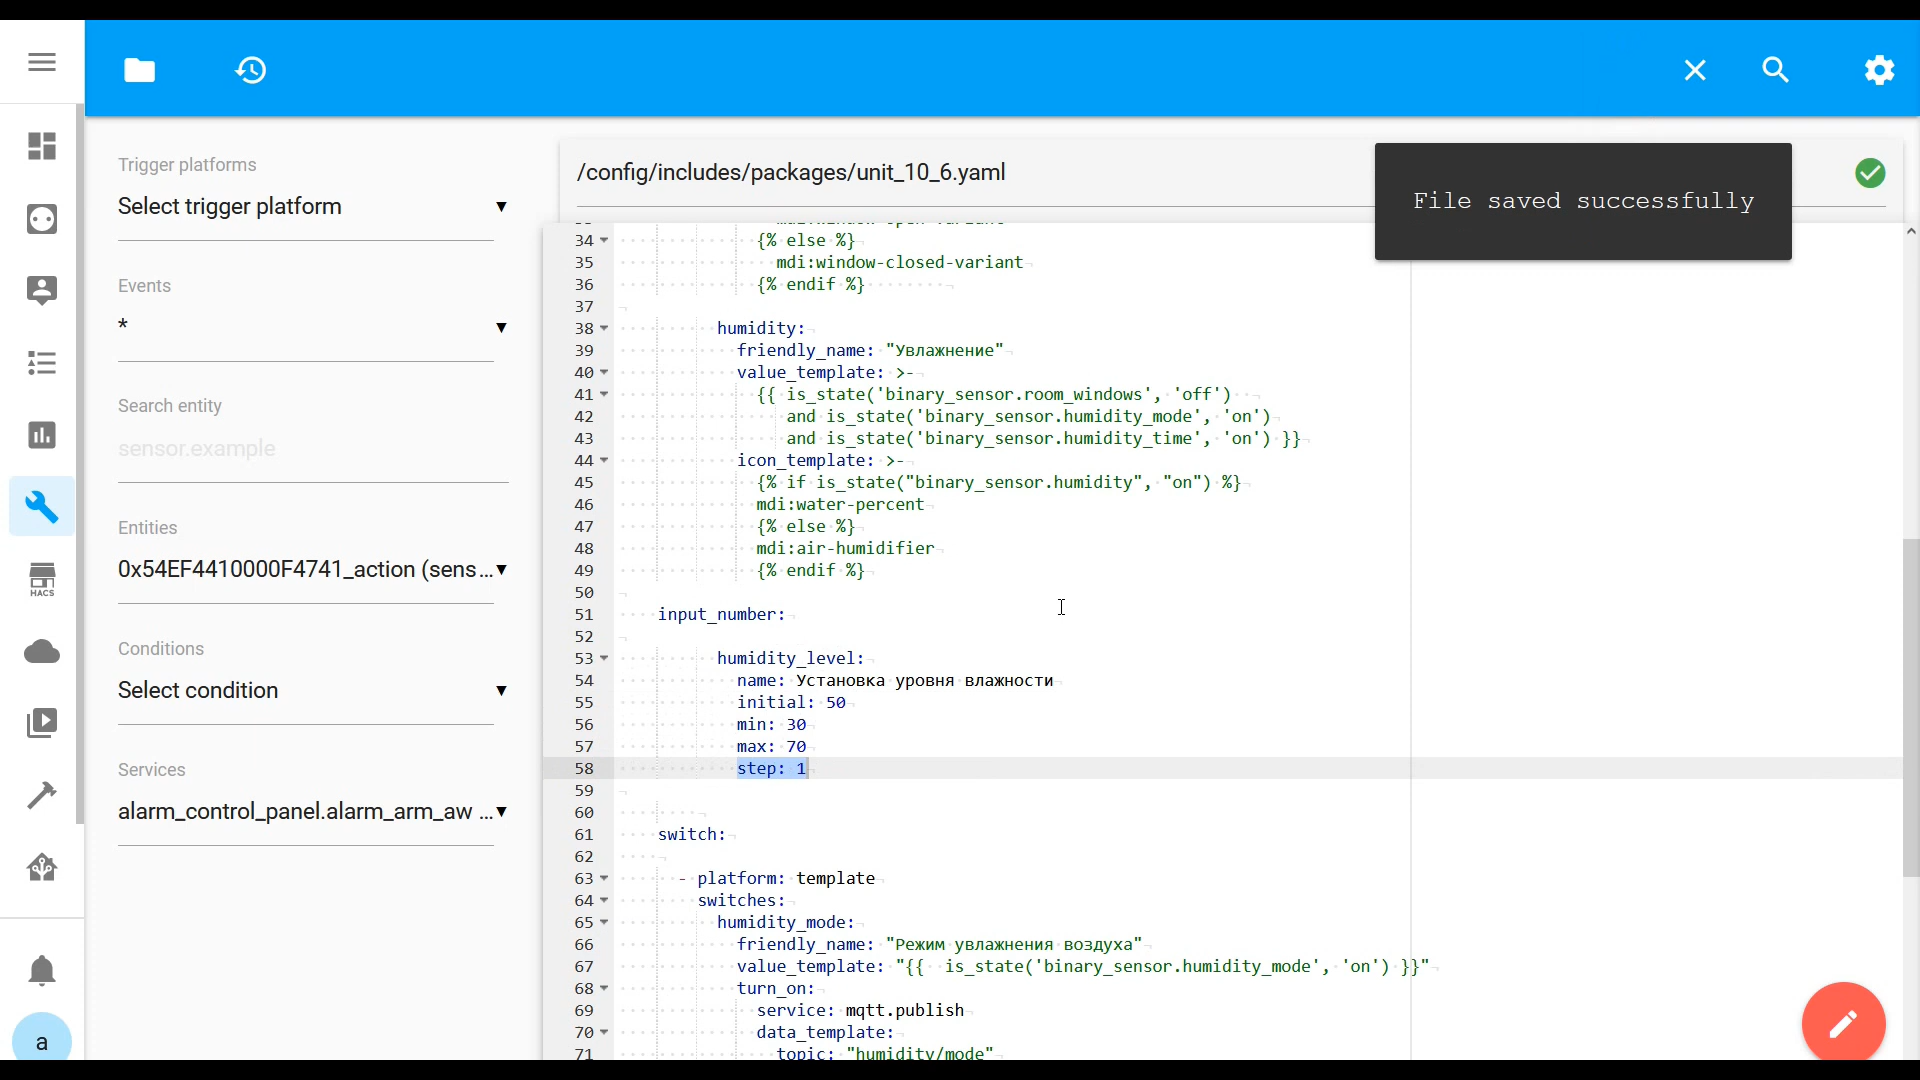 /config/includes/packages/unit_10_6.yaml
File saved successfully
Trigger platforms
Select trigger platform
Events
*
Search entity
sensor.example
Entities
0x54EF4410000F4741_action (sens...
Conditions
Select condition
Services
alarm_control_panel.alarm_arm_aw ...
HACS
a
34 {% else %}
35 mdi:window-closed-variant
36 {% endif %}
37
38 humidity:
39 friendly_name: "Увлажнение"
40 value_template: >-
41 {{ is_state('binary_sensor.room_windows', 'off')
42 and is_state('binary_sensor.humidity_mode', 'on')
43 and is_state('binary_sensor.humidity_time', 'on') }}
44 icon_template: >-
45 {% if is_state("binary_sensor.humidity", "on") %}
46 mdi:water-percent
47 {% else %}
48 mdi:air-humidifier
49 {% endif %}
50
51 input_number:
52
53 humidity_level:
54 name: Установка уровня влажности
55 initial: 50
56 min: 30
57 max: 70
58 step: 1
59
60
61 switch:
62
63 - platform: template
64 switches:
65 humidity_mode:
66 friendly_name: "Режим увлажнения воздуха"
67 value_template: "{{ is_state('binary_sensor.humidity_mode', 'on') }}"
68 turn_on:
69 service: mqtt.publish
70 data_template:
71 topic: "humidity/mode"